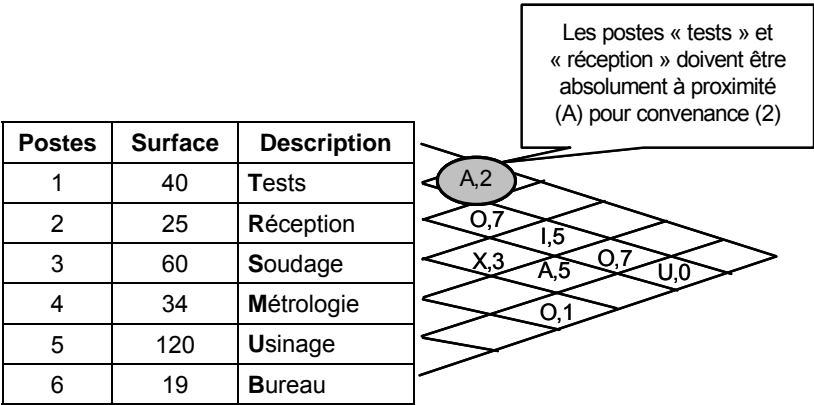 Les postes « tests » et
« réception » doivent être
absolument à proximité
(A) pour convenance (2)
Postes Surface Description
1 40 Tests
2 25 Réception
3 60 Soudage
4 34 Métrologie
5 120 Usinage
6 19 Bureau
A,2
O,7
I,5
X,3
A,5
O,7
U,0
O,1